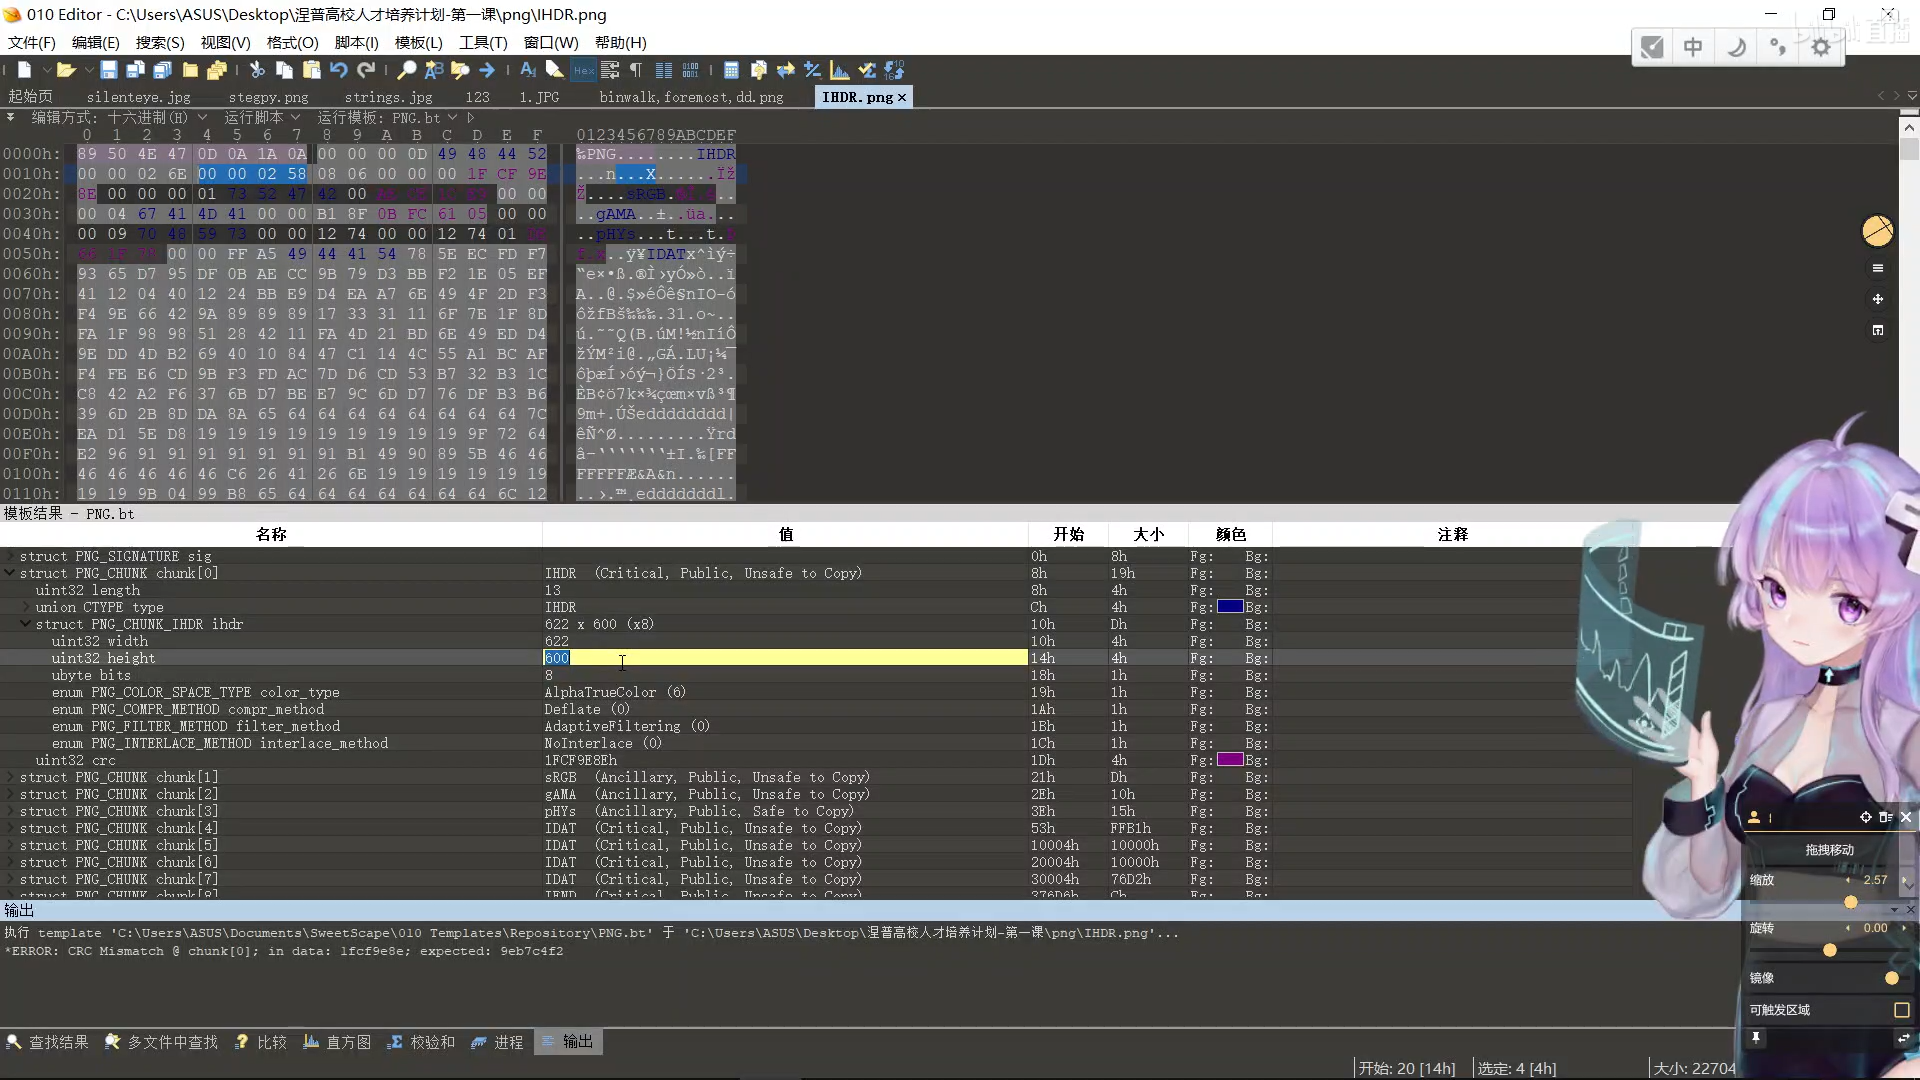 010 Editor - C:\Users\ASUS\Desktop\涅普高校人才培养计划-第一课\png\IHDR.png
文件(F) 编辑(E) 搜索(S) 视图(V) 格式(O) 脚本(I) 模板(L) 工具(T) 窗口(W) 帮助(H)
中
起始页 silenteye.jpg stegpy.png strings.jpg 123 1.JPG binwalk,foremost,dd.png IHDR.png
编辑方式: 十六进制(H) 运行脚本 运行模板: PNG.bt
0 1 2 3 4 5 6 7 8 9 A B C D E F 0123456789ABCDEF
0000h: 89 50 4E 47 0D 0A 1A 0A 00 00 00 0D 49 48 44 52 ‰PNG........IHDR
0010h: 00 00 02 6E 00 00 02 58 08 06 00 00 00 1F CF 9E ...n...X......Ïž
0020h: 8E 00 00 00 01 73 52 47 42 00 00 00 Ž....sRGB.
0030h: 00 04 67 41 4D 41 00 00 B1 8F 0B FC 61 05 00 00 ..gAMA..±..üa...
0040h: 00 09 70 48 59 73 00 00 12 74 00 00 12 74 01 ..pHYs...t...t.
0050h: 00 00 FF A5 49 44 41 54 78 5E EC FD F7 ..ÿ¥IDATx^ìý÷
0060h: 93 65 D7 95 DF 0B AE CC 9B 79 D3 BB F2 1E 05 EF “e×•ß.®Ì›yÓ»ò..ï
0070h: 41 12 04 40 12 24 BB E9 D4 EA A7 6E 49 4F 2D F3 A..@.$»éÔê§nIO-ó
0080h: F4 9E 66 42 9A 89 89 89 17 33 31 11 6F 7E 1F 8D ôžfBš‰‰‰.31.o~..
0090h: FA 1F 98 98 51 28 42 11 FA 4D 21 BD 6E 49 ED D4 ú.˜˜Q(B.úM!½nIíÔ
00A0h: 9E DD 4D B2 69 40 10 84 47 C1 14 4C 55 A1 BC AF žÝM²i@.„GÁ.LU¡¼¯
00B0h: F4 FE E6 CD 9B F3 FD AC 7D D6 CD 53 B7 32 B3 1C ôþæÍ›óý¬}ÖÍS·2³.
00C0h: C8 42 A2 F6 37 6B D7 BE E7 9C 6D D7 76 DF B3 B6 ÈB¢ö7k×¾çœm×vß³¶
00D0h: 39 6D 2B 8D DA 8A 65 64 64 64 64 64 64 64 64 7C 9m+.ÚŠedddddddd|
00E0h: EA D1 5E D8 19 19 19 19 19 19 19 19 19 9F 72 64 êÑ^Ø.........Ÿrd
00F0h: E2 96 91 91 91 91 91 91 91 B1 49 90 89 5B 46 46 â–‘‘‘‘‘‘‘±I.‰[FF
0100h: 46 46 46 46 46 C6 26 41 26 6E 19 19 19 19 19 19 FFFFFÆ&A&n......
0110h: 19 19 9B 04 99 B8 65 64 64 64 64 64 64 64 6C 12 ..›.™¸edddddddl.
模板结果 - PNG.bt
名称 值 开始 大小 颜色 注释
struct PNG_SIGNATURE sig 0h 8h Fg: Bg:
struct PNG_CHUNK chunk[0] IHDR (Critical, Public, Unsafe to Copy) 8h 19h Fg: Bg:
uint32 length 13 8h 4h Fg: Bg:
union CTYPE type IHDR Ch 4h Fg: Bg:
struct PNG_CHUNK_IHDR ihdr 622 x 600 (x8) 10h Dh Fg: Bg:
uint32 width 622 10h 4h Fg: Bg:
uint32 height 600 14h 4h Fg: Bg:
ubyte bits 8 18h 1h Fg: Bg:
enum PNG_COLOR_SPACE_TYPE color_type AlphaTrueColor (6) 19h 1h Fg: Bg:
enum PNG_COMPR_METHOD compr_method Deflate (0) 1Ah 1h Fg: Bg:
enum PNG_FILTER_METHOD filter_method AdaptiveFiltering (0) 1Bh 1h Fg: Bg:
enum PNG_INTERLACE_METHOD interlace_method NoInterlace (0) 1Ch 1h Fg: Bg:
uint32 crc 1FCF9E8Eh 1Dh 4h Fg: Bg:
struct PNG_CHUNK chunk[1] sRGB (Ancillary, Public, Unsafe to Copy) 21h Dh Fg: Bg:
struct PNG_CHUNK chunk[2] gAMA (Ancillary, Public, Unsafe to Copy) 2Eh 10h Fg: Bg:
struct PNG_CHUNK chunk[3] pHYs (Ancillary, Public, Safe to Copy) 3Eh 15h Fg: Bg:
struct PNG_CHUNK chunk[4] IDAT (Critical, Public, Unsafe to Copy) 53h FFB1h Fg: Bg:
struct PNG_CHUNK chunk[5] IDAT (Critical, Public, Unsafe to Copy) 10004h 10000h Fg: Bg:
struct PNG_CHUNK chunk[6] IDAT (Critical, Public, Unsafe to Copy) 20004h 10000h Fg: Bg:
struct PNG_CHUNK chunk[7] IDAT (Critical, Public, Unsafe to Copy) 30004h 76D2h Fg: Bg:
struct PNG_CHUNK chunk[8] IEND (Critical, Public, Unsafe to Copy) 376D6h Ch Fg: Bg:
拖拽移动
缩放 2.57
旋转 0.00
镜像
可触发区域
输出
执行 template 'C:\Users\ASUS\Documents\SweetScape\010 Templates\Repository\PNG.bt' 于 'C:\Users\ASUS\Desktop\涅普高校人才培养计划-第一课\png\IHDR.png'...
*ERROR: CRC Mismatch @ chunk[0]; in data: 1fcf9e8e; expected: 9eb7c4f2
查找结果 多文件中查找 比较 直方图 校验和 进程 输出
开始: 20 [14h] 选定: 4 [4h] 大小: 22704